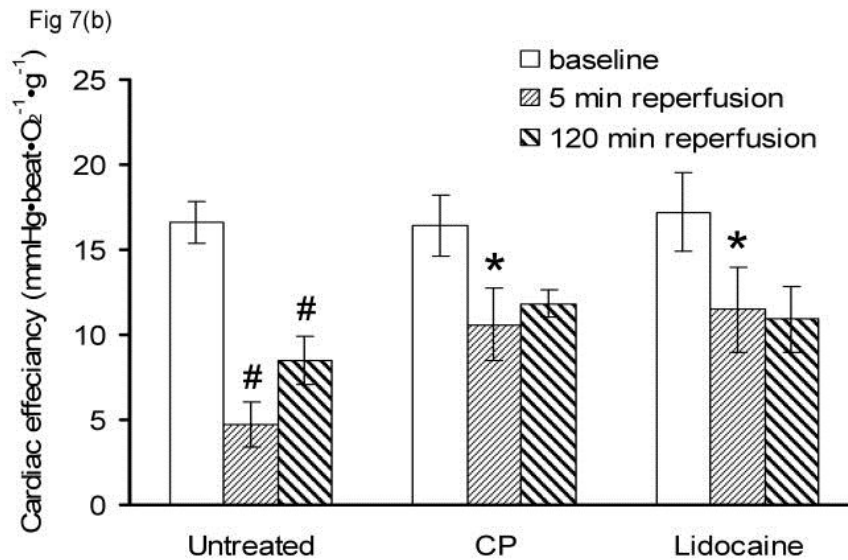 Fig 7(b)
Cardiac effeciancy (mmHg•beat•O₂⁻¹•g⁻¹)
25
20
15
10
5
0
baseline
5 min reperfusion
120 min reperfusion
#
#
*
*
Untreated CP Lidocaine